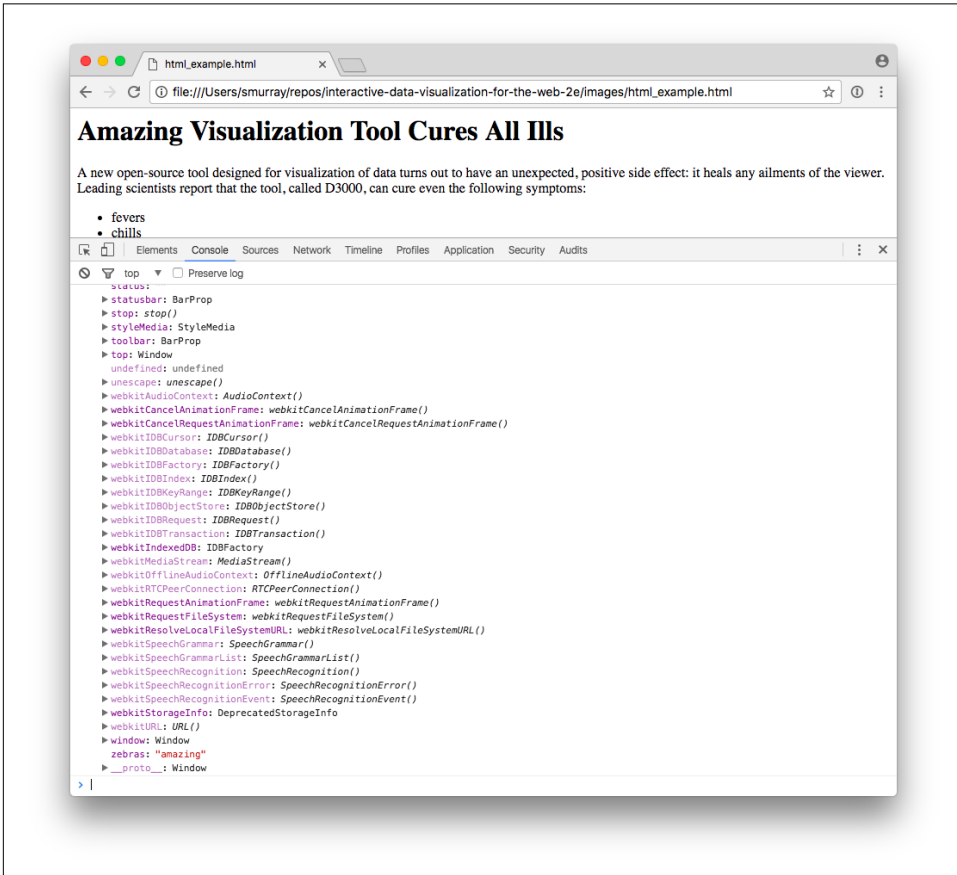 html_example.html
file:///Users/smurray/repos/interactive-data-visualization-for-the-web-2e/images/html_example.html
Amazing Visualization Tool Cures All Ills
A new open-source tool designed for visualization of data turns out to have an unexpected, positive side effect: it heals any ailments of the viewer.
Leading scientists report that the tool, called D3000, can cure even the following symptoms:
• fevers
• chills
Elements Console Sources Network Timeline Profiles Application Security Audits
top Preserve log
status: ""
statusbar: BarProp
stop: stop()
styleMedia: StyleMedia
toolbar: BarProp
top: Window
undefined: undefined
unescape: unescape()
webkitAudioContext: AudioContext()
webkitCancelAnimationFrame: webkitCancelAnimationFrame()
webkitCancelRequestAnimationFrame: webkitCancelRequestAnimationFrame()
webkitIDBCursor: IDBCursor()
webkitIDBDatabase: IDBDatabase()
webkitIDBFactory: IDBFactory()
webkitIDBIndex: IDBIndex()
webkitIDBKeyRange: IDBKeyRange()
webkitIDBObjectStore: IDBObjectStore()
webkitIDBRequest: IDBRequest()
webkitIDBTransaction: IDBTransaction()
webkitIndexedDB: IDBFactory
webkitMediaStream: MediaStream()
webkitOfflineAudioContext: OfflineAudioContext()
webkitRTCPeerConnection: RTCPeerConnection()
webkitRequestAnimationFrame: webkitRequestAnimationFrame()
webkitRequestFileSystem: webkitRequestFileSystem()
webkitResolveLocalFileSystemURL: webkitResolveLocalFileSystemURL()
webkitSpeechGrammar: SpeechGrammar()
webkitSpeechGrammarList: SpeechGrammarList()
webkitSpeechRecognition: SpeechRecognition()
webkitSpeechRecognitionError: SpeechRecognitionError()
webkitSpeechRecognitionEvent: SpeechRecognitionEvent()
webkitStorageInfo: DeprecatedStorageInfo
webkitURL: URL()
window: Window
zebras: "amazing"
__proto__: Window